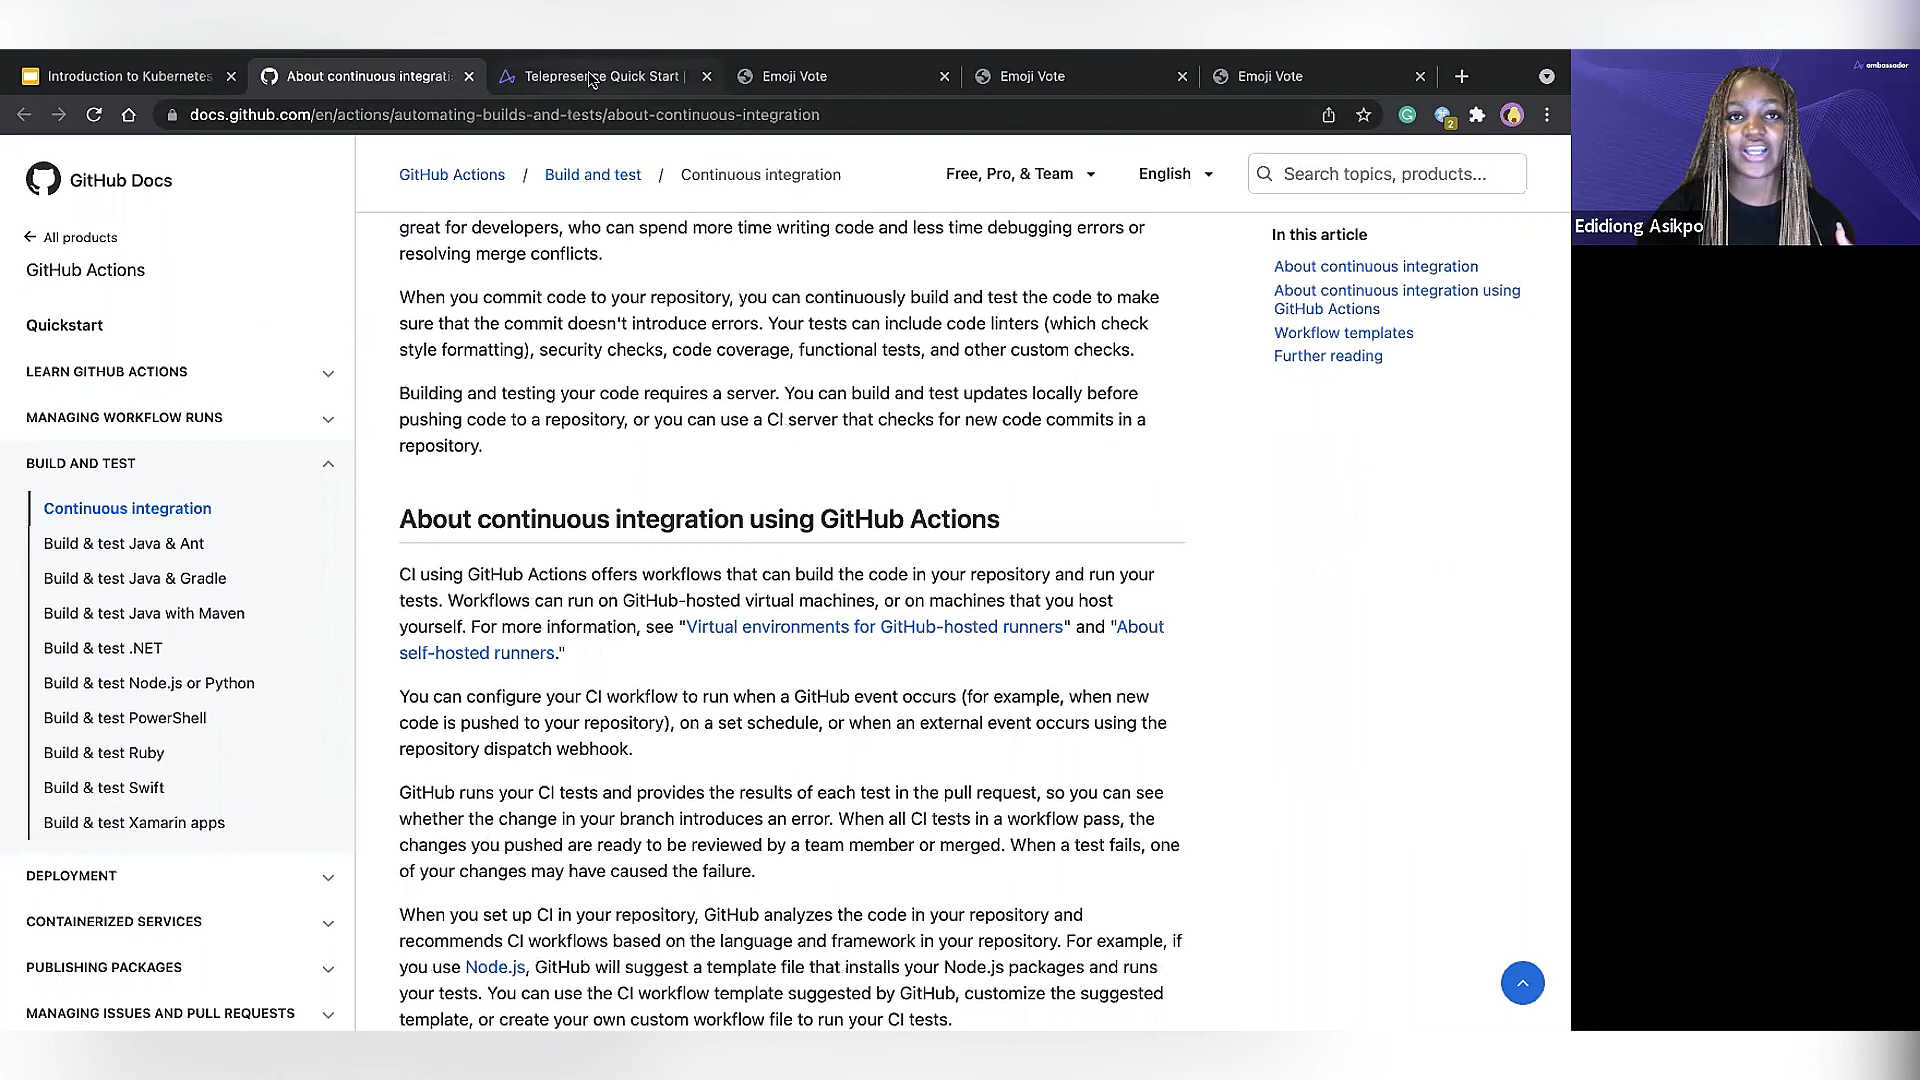 Introduction to Kubernetes
About continuous integrati
Telepresence Quick Start |
Emoji Vote
Emoji Vote
Emoji Vote
docs.github.com/en/actions/automating-builds-and-tests/about-continuous-integration
2
ambassador
Edidiong Asikpo
GitHub Docs
All products
GitHub Actions
Quickstart
LEARN GITHUB ACTIONS
MANAGING WORKFLOW RUNS
BUILD AND TEST
Continuous integration
Build & test Java & Ant
Build & test Java & Gradle
Build & test Java with Maven
Build & test .NET
Build & test Node.js or Python
Build & test PowerShell
Build & test Ruby
Build & test Swift
Build & test Xamarin apps
DEPLOYMENT
CONTAINERIZED SERVICES
PUBLISHING PACKAGES
MANAGING ISSUES AND PULL REQUESTS
GitHub Actions / Build and test / Continuous integration
Free, Pro, & Team
English
Search topics, products...
great for developers, who can spend more time writing code and less time debugging errors or
resolving merge conflicts.
When you commit code to your repository, you can continuously build and test the code to make
sure that the commit doesn't introduce errors. Your tests can include code linters (which check
style formatting), security checks, code coverage, functional tests, and other custom checks.
Building and testing your code requires a server. You can build and test updates locally before
pushing code to a repository, or you can use a CI server that checks for new code commits in a
repository.
About continuous integration using GitHub Actions
CI using GitHub Actions offers workflows that can build the code in your repository and run your
tests. Workflows can run on GitHub-hosted virtual machines, or on machines that you host
yourself. For more information, see "Virtual environments for GitHub-hosted runners" and "About
self-hosted runners."
You can configure your CI workflow to run when a GitHub event occurs (for example, when new
code is pushed to your repository), on a set schedule, or when an external event occurs using the
repository dispatch webhook.
GitHub runs your CI tests and provides the results of each test in the pull request, so you can see
whether the change in your branch introduces an error. When all CI tests in a workflow pass, the
changes you pushed are ready to be reviewed by a team member or merged. When a test fails, one
of your changes may have caused the failure.
When you set up CI in your repository, GitHub analyzes the code in your repository and
recommends CI workflows based on the language and framework in your repository. For example, if
you use Node.js, GitHub will suggest a template file that installs your Node.js packages and runs
your tests. You can use the CI workflow template suggested by GitHub, customize the suggested
template, or create your own custom workflow file to run your CI tests.
In this article
About continuous integration
About continuous integration using
GitHub Actions
Workflow templates
Further reading